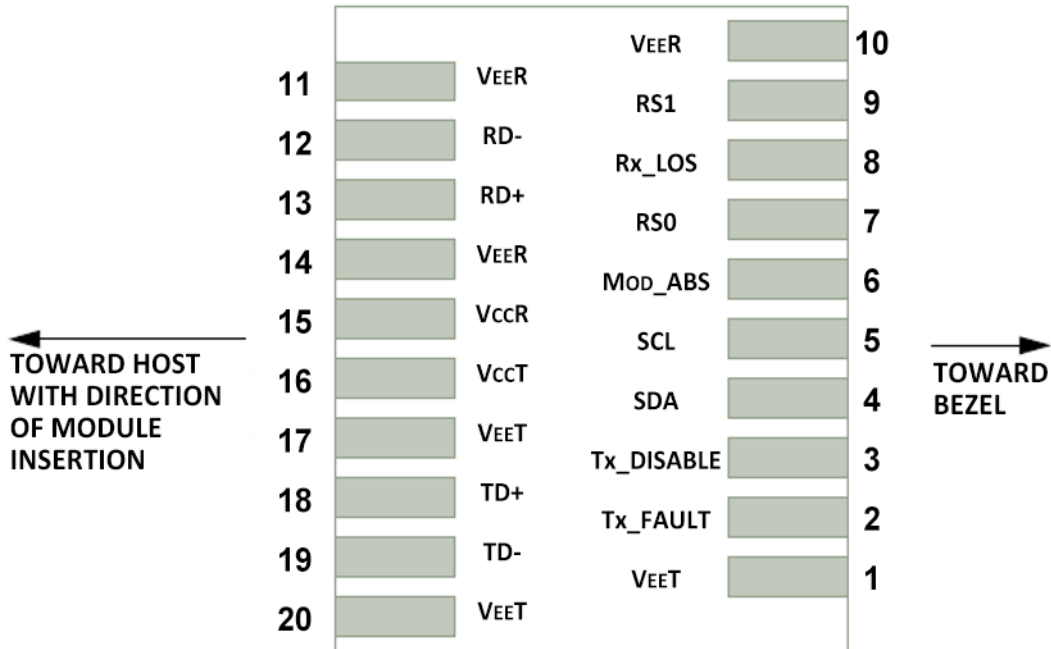 VEER 10
11 VEER
RS1 9
12 RD-
Rx_LOS 8
13 RD+
RS0 7
14 VEER
MOD_ABS 6
15 VCCR
SCL 5
16 VCCT
SDA 4
17 VEET
Tx_DISABLE 3
18 TD+
Tx_FAULT 2
19 TD-
VEET 1
20 VEET
TOWARD HOST
WITH DIRECTION
OF MODULE
INSERTION
TOWARD
BEZEL